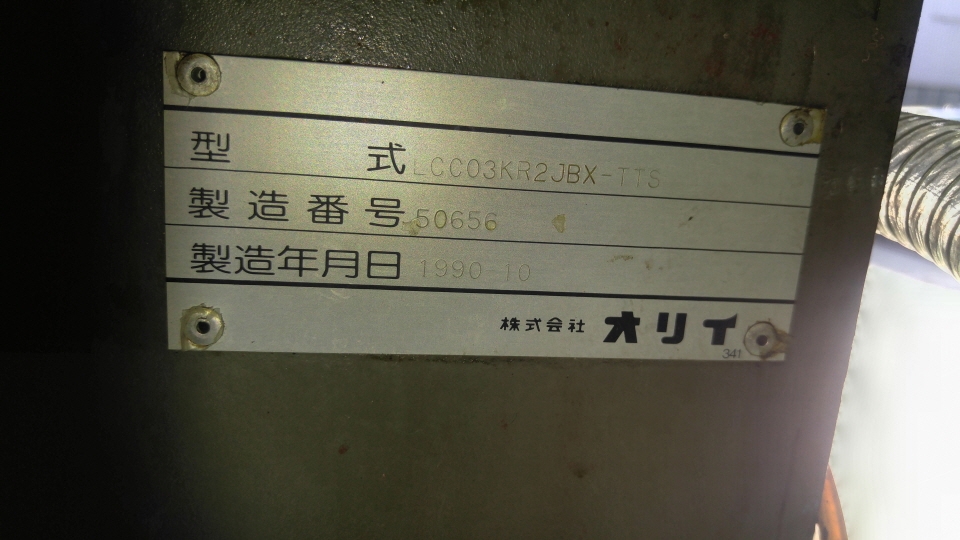 型 式 LCC03KR2JBX-TTS
製造番号 50656
製造年月日 1990-10
株式会社 オリイ
341